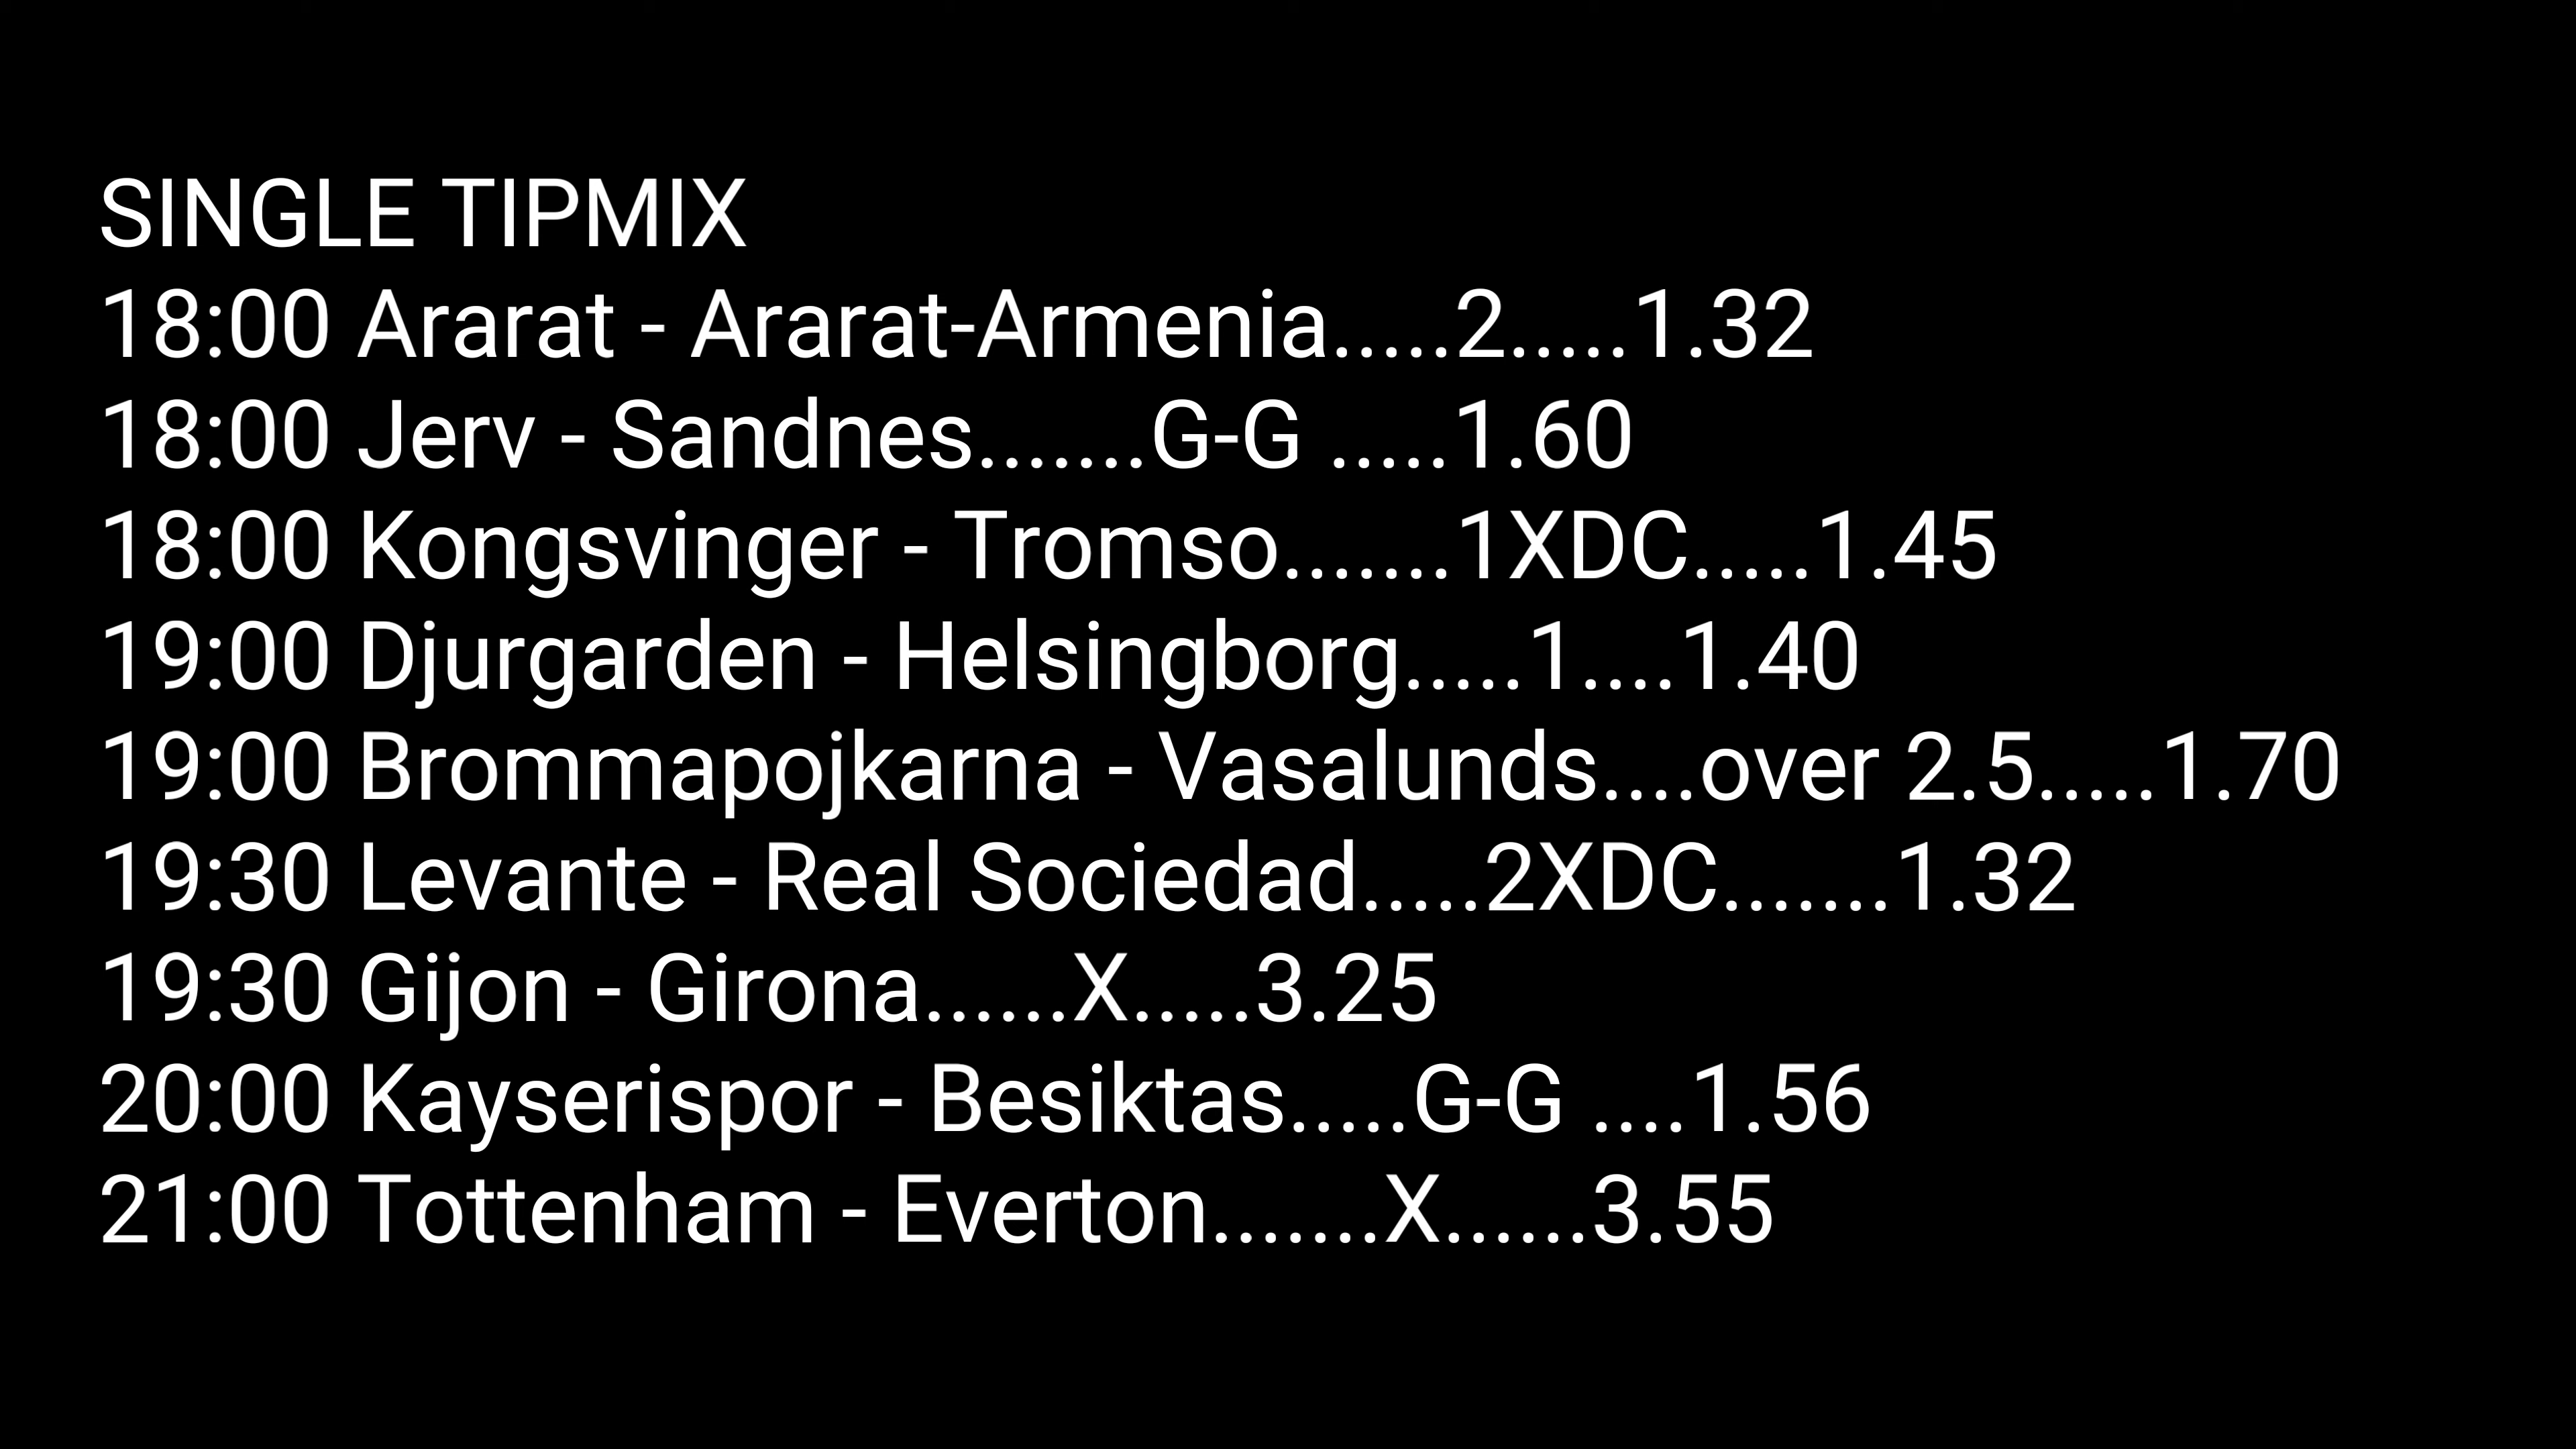 SINGLE TIPMIX
18:00 Ararat - Ararat-Armenia.....2.....1.32
18:00 Jerv - Sandnes.......G-G .....1.60
18:00 Kongsvinger - Tromso.......1XDC.....1.45
19:00 Djurgarden - Helsingborg.....1....1.40
19:00 Brommapojkarna - Vasalunds....over 2.5.....1.70
19:30 Levante - Real Sociedad.....2XDC.......1.32
19:30 Gijon - Girona......X.....3.25
20:00 Kayserispor - Besiktas.....G-G ....1.56
21:00 Tottenham - Everton.......X......3.55